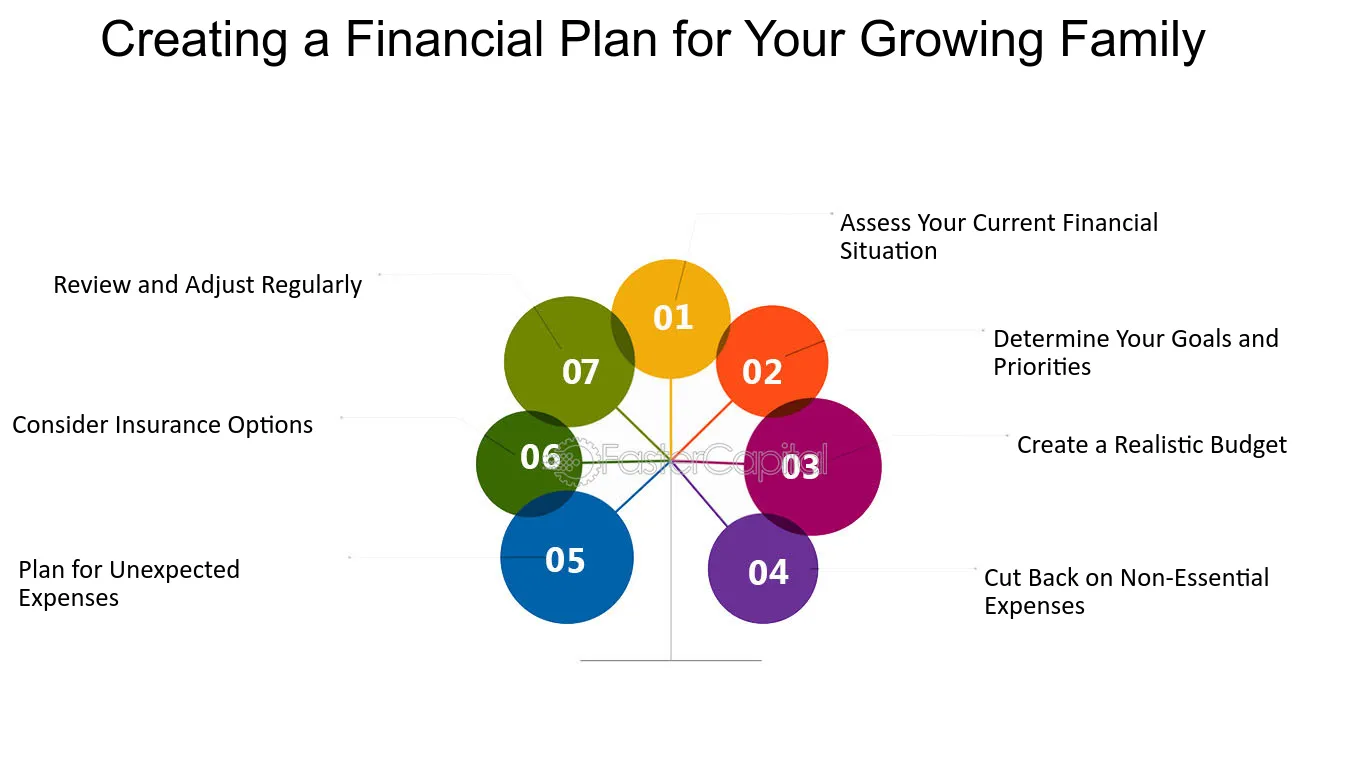 Creating a Financial Plan for Your Growing Family
01
Assess Your Current Financial
Situation
02
Determine Your Goals and
Priorities
03
Create a Realistic Budget
04
Cut Back on Non-Essential
Expenses
05
Plan for Unexpected
Expenses
06
Consider Insurance Options
07
Review and Adjust Regularly
FasterCapital